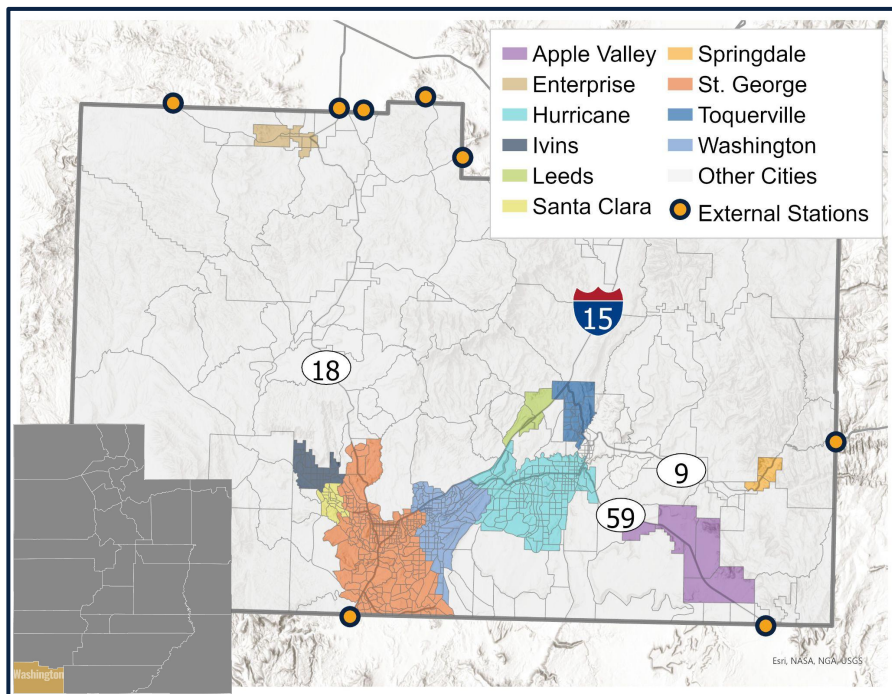 Apple Valley
Enterprise
Hurricane
Ivins
Leeds
Santa Clara
Springdale
St. George
Toquerville
Washington
Other Cities
External Stations
15
18
9
59
Washington
Esri, NASA, NGA, USGS